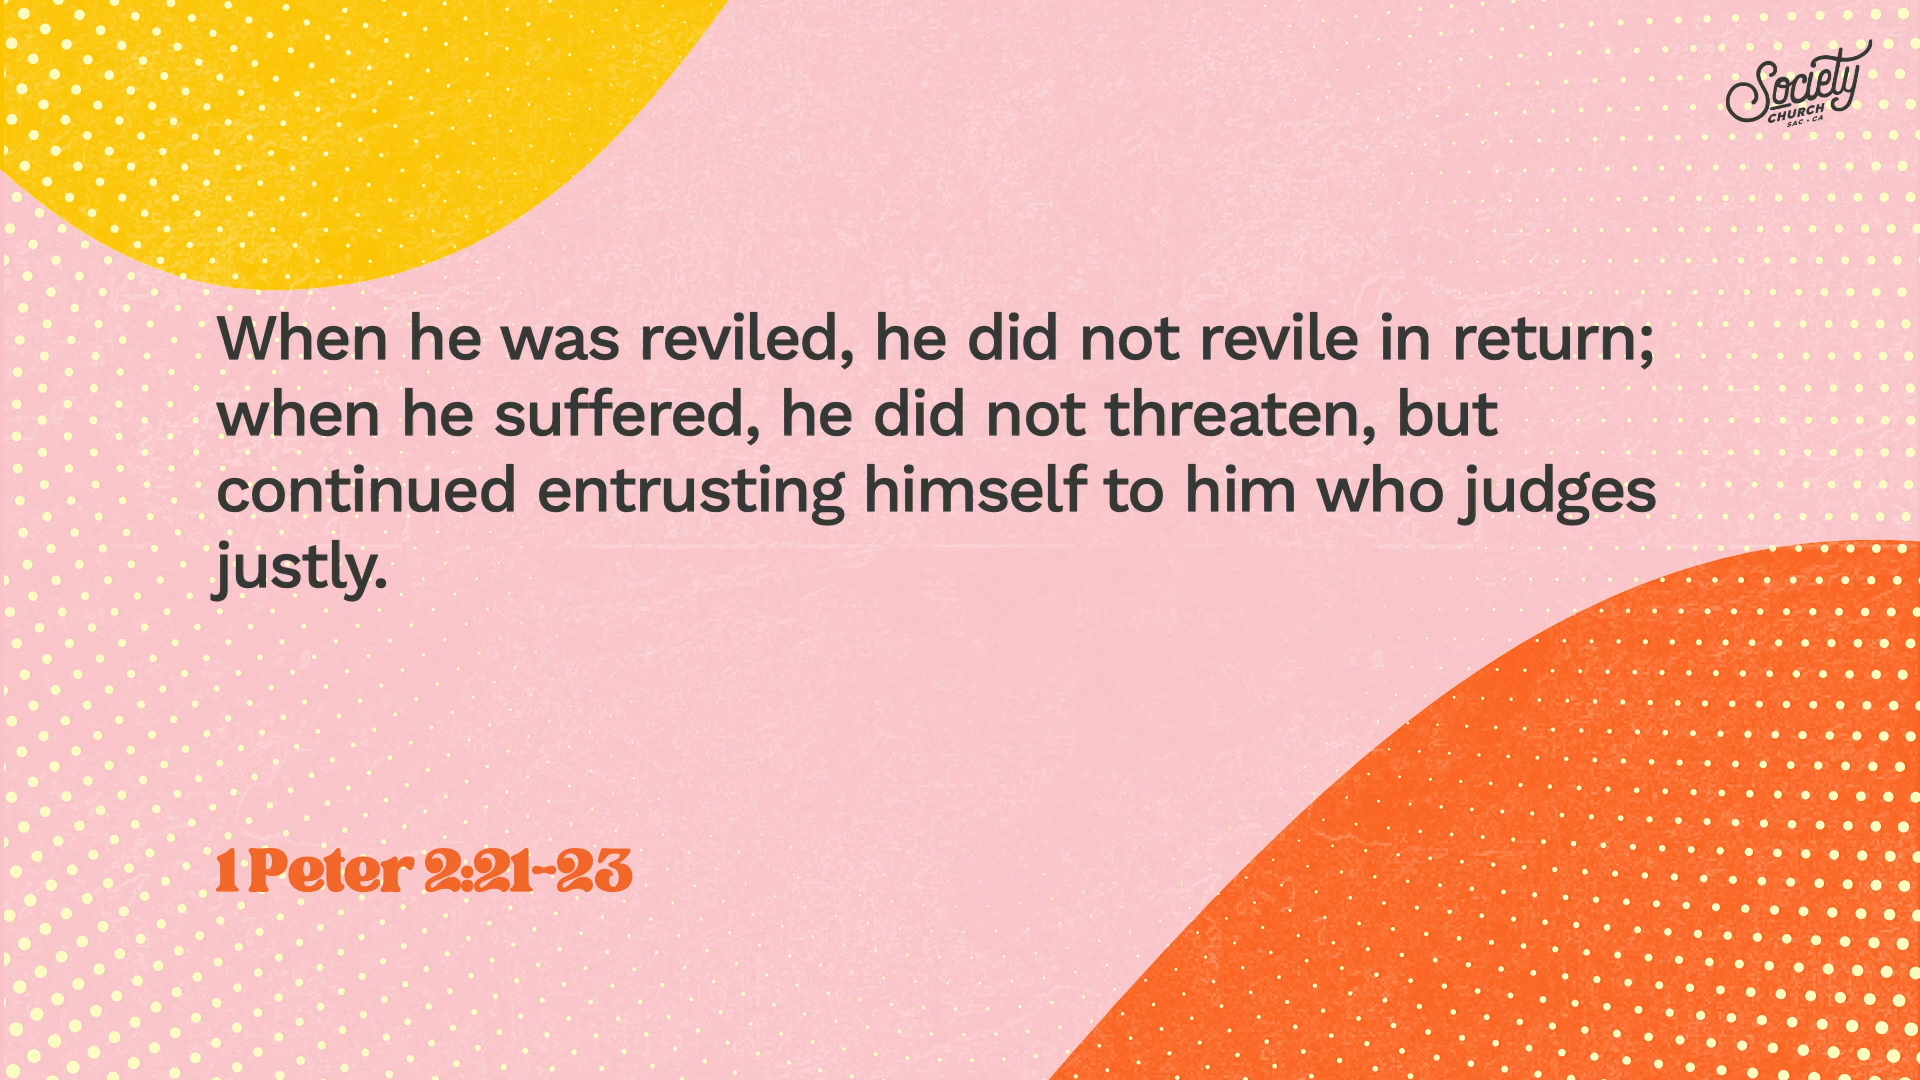 Society
CHURCH
SAC • CA
When he was reviled, he did not revile in return;
when he suffered, he did not threaten, but
continued entrusting himself to him who judges
justly.
1 Peter 2:21-23